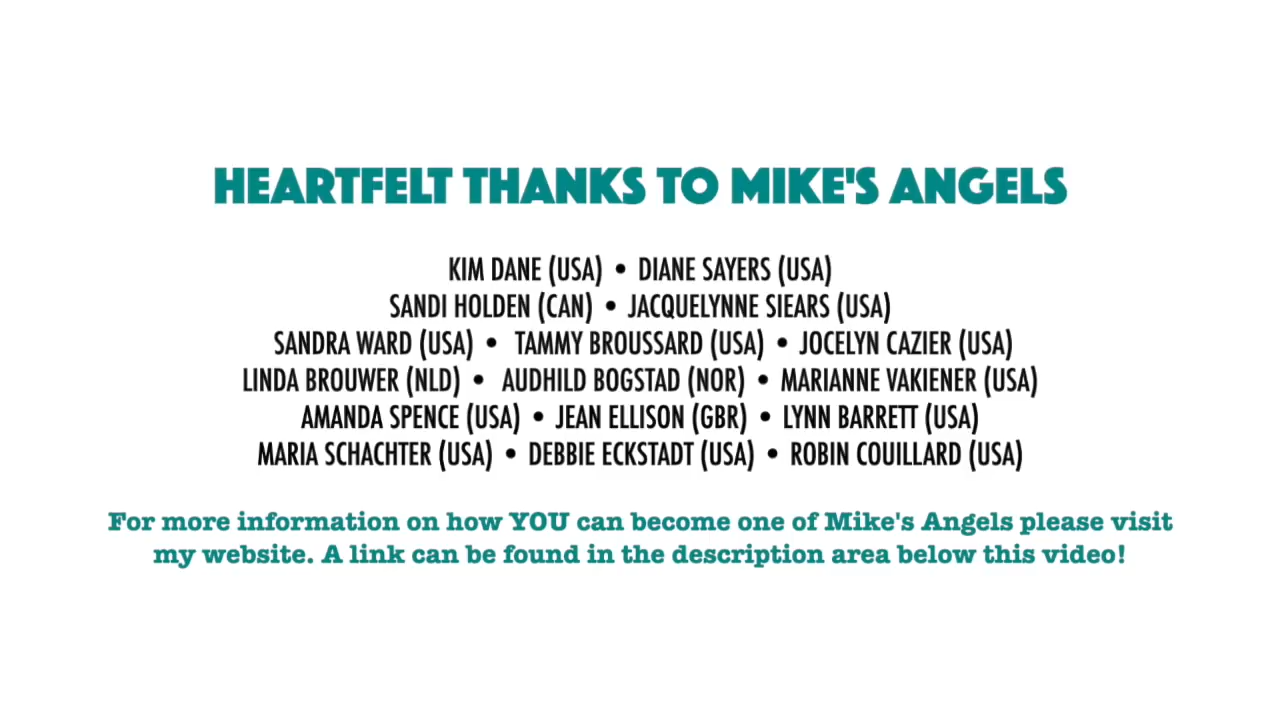 HEARTFELT THANKS TO MIKE'S ANGELS
KIM DANE (USA) • DIANE SAYERS (USA)
SANDI HOLDEN (CAN) • JACQUELYNNE SIEARS (USA)
SANDRA WARD (USA) • TAMMY BROUSSARD (USA) • JOCELYN CAZIER (USA)
LINDA BROUWER (NLD) • AUDHILD BOGSTAD (NOR) • MARIANNE VAKIENER (USA)
AMANDA SPENCE (USA) • JEAN ELLISON (GBR) • LYNN BARRETT (USA)
MARIA SCHACHTER (USA) • DEBBIE ECKSTADT (USA) • ROBIN COUILLARD (USA)
For more information on how YOU can become one of Mike's Angels please visit
my website. A link can be found in the description area below this video!